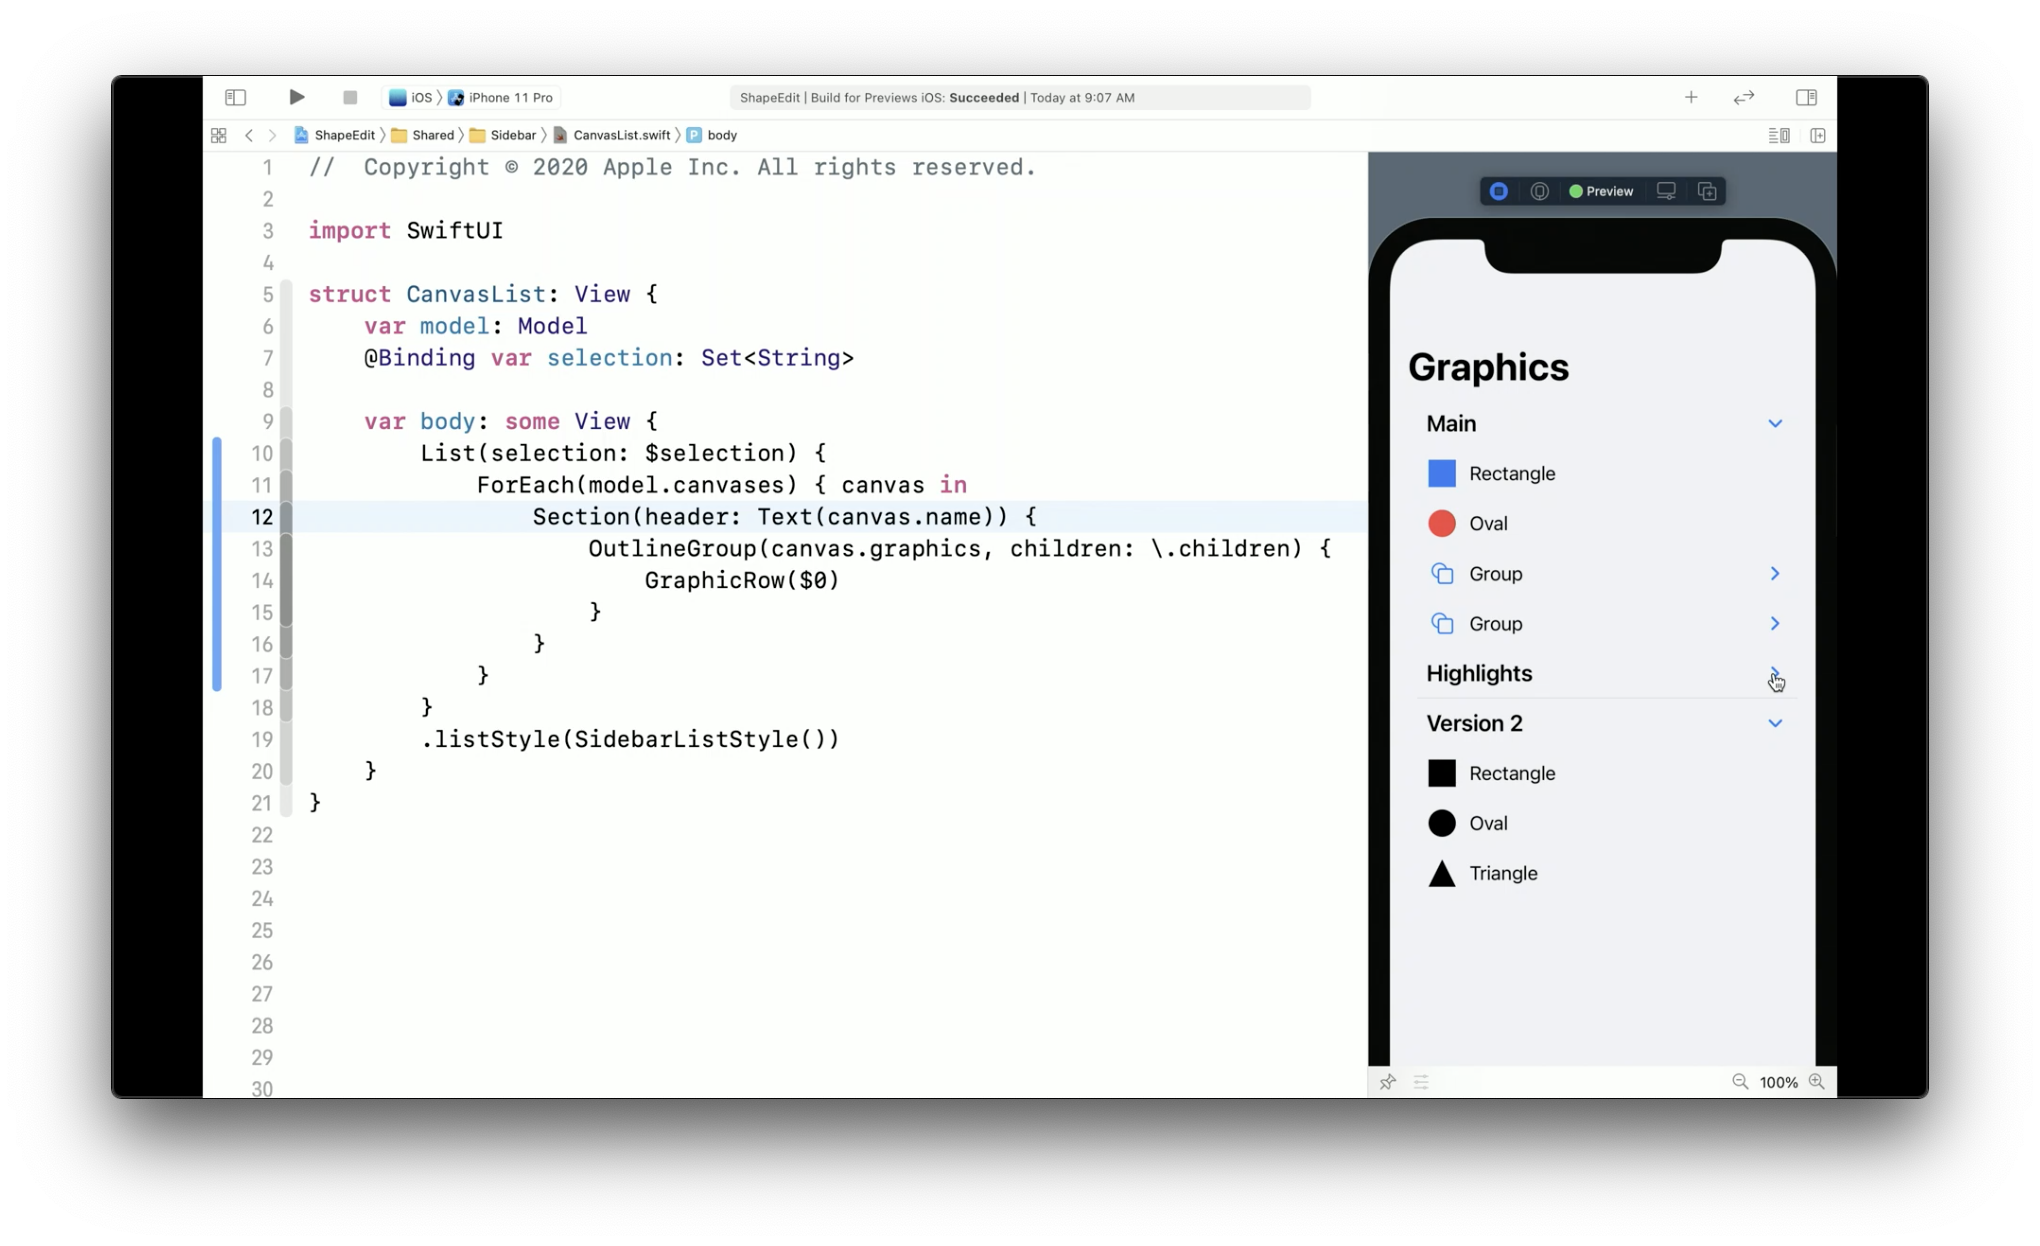 iOS 〉 iPhone 11 Pro
ShapeEdit | Build for Previews iOS: Succeeded | Today at 9:07 AM
ShapeEdit 〉 Shared 〉 Sidebar 〉 CanvasList.swift 〉 P body
1 //  Copyright © 2020 Apple Inc. All rights reserved.
2
3 import SwiftUI
4
5 struct CanvasList: View {
6     var model: Model
7     @Binding var selection: Set<String>
8
9     var body: some View {
10         List(selection: $selection) {
11             ForEach(model.canvases) { canvas in
12                 Section(header: Text(canvas.name)) {
13                     OutlineGroup(canvas.graphics, children: \.children) {
14                         GraphicRow($0)
15                     }
16                 }
17             }
18         }
19         .listStyle(SidebarListStyle())
20     }
21 }
22
23
24
25
26
27
28
29
30
Preview
Graphics
Main
Rectangle
Oval
Group
Group
Highlights
Version 2
Rectangle
Oval
Triangle
100%